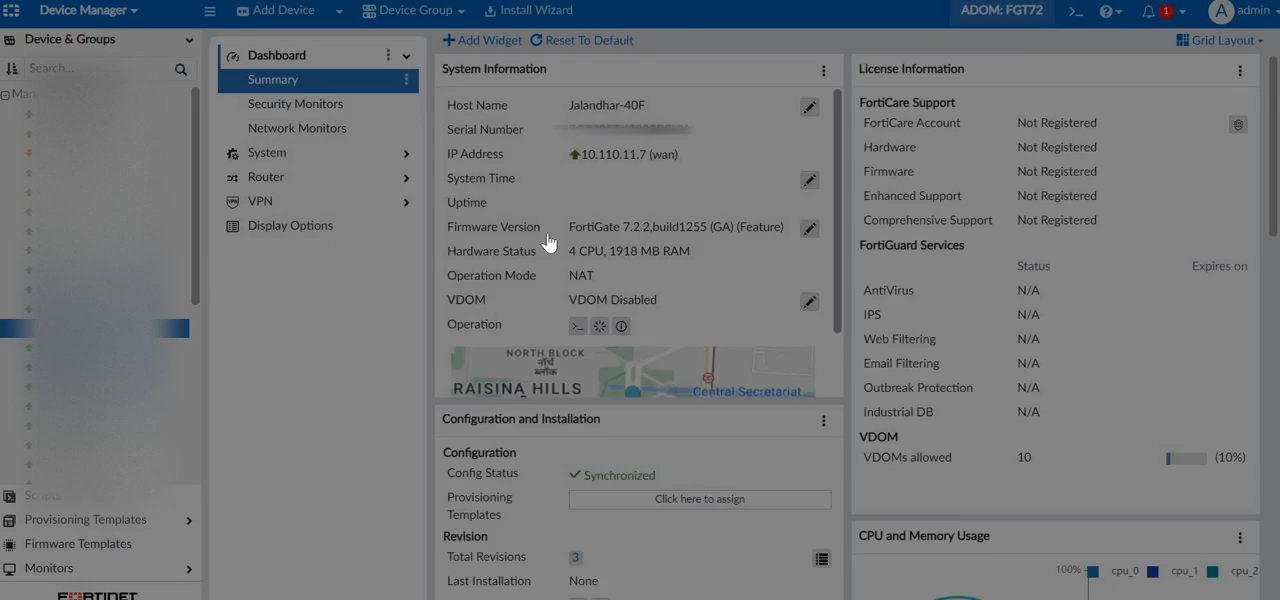 Device Manager
Add Device
Device Group
Install Wizard
ADOM: FGT72
1
A admin
Device & Groups
Search...
Man
Scripts
Provisioning Templates
Firmware Templates
Monitors
FORTINET
Dashboard
Summary
Security Monitors
Network Monitors
System
Router
VPN
Display Options
Add Widget Reset To Default
Grid Layout
System Information
Host Name Jalandhar-40F
Serial Number
IP Address 10.110.11.7 (wan)
System Time
Uptime
Firmware Version FortiGate 7.2.2,build1255 (GA) (Feature)
Hardware Status 4 CPU, 1918 MB RAM
Operation Mode NAT
VDOM VDOM Disabled
Operation
NORTH BLOCK
नॉर्थ
ब्लॉक
RAISINA HILLS
Central Secretariat
Configuration and Installation
Configuration
Config Status Synchronized
Provisioning Templates Click here to assign
Revision
Total Revisions 3
Last Installation None
License Information
FortiCare Support
FortiCare Account Not Registered
Hardware Not Registered
Firmware Not Registered
Enhanced Support Not Registered
Comprehensive Support Not Registered
FortiGuard Services
Status Expires on
AntiVirus N/A
IPS N/A
Web Filtering N/A
Email Filtering N/A
Outbreak Protection N/A
Industrial DB N/A
VDOM
VDOMs allowed 10 (10%)
CPU and Memory Usage
100% cpu_0 cpu_1 cpu_2